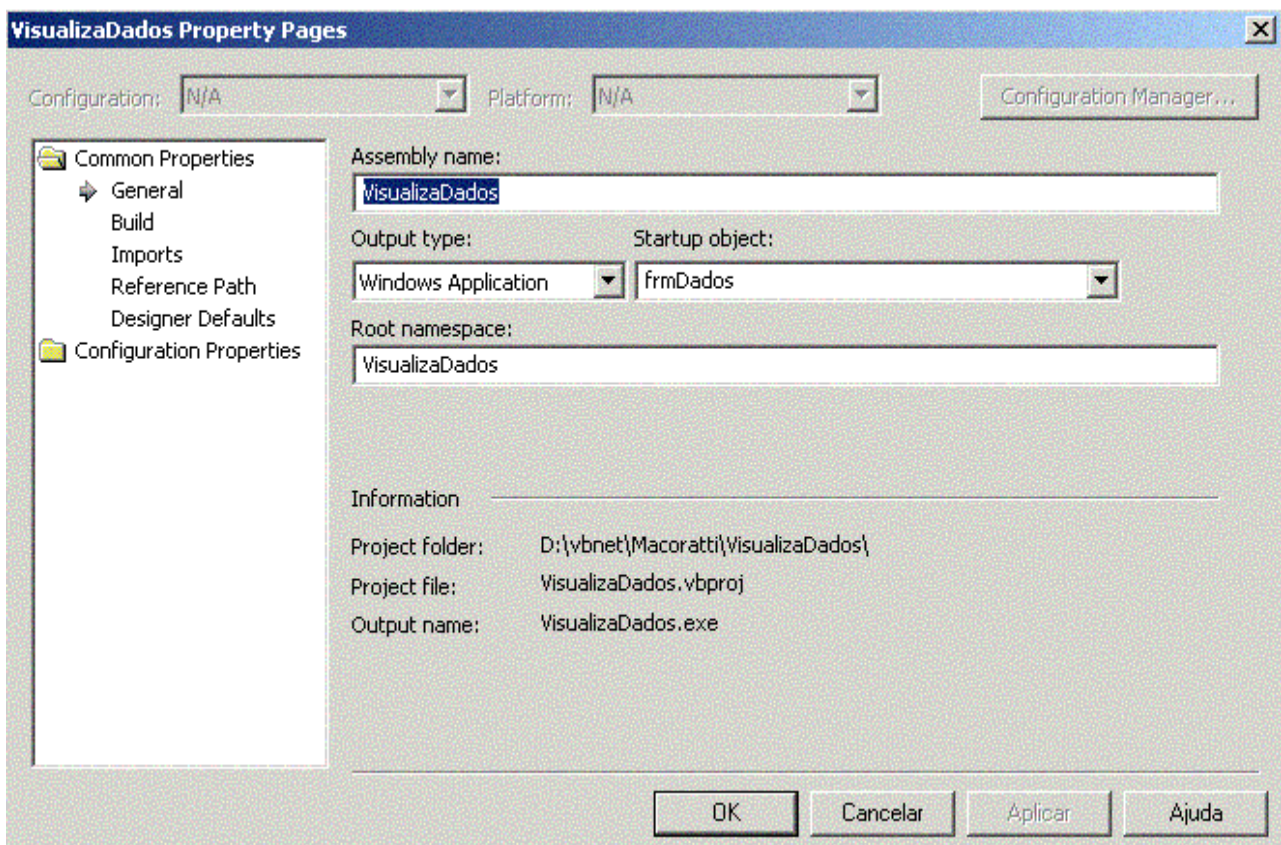 VisualizaDados Property Pages
Configuration: N/A Platform: N/A Configuration Manager...
Common Properties
General
Build
Imports
Reference Path
Designer Defaults
Configuration Properties
Assembly name:
VisualizaDados
Output type: Startup object:
Windows Application frmDados
Root namespace:
VisualizaDados
Information
Project folder: D:\vbnet\Macoratti\VisualizaDados\
Project file: VisualizaDados.vbproj
Output name: VisualizaDados.exe
OK Cancelar Aplicar Ajuda